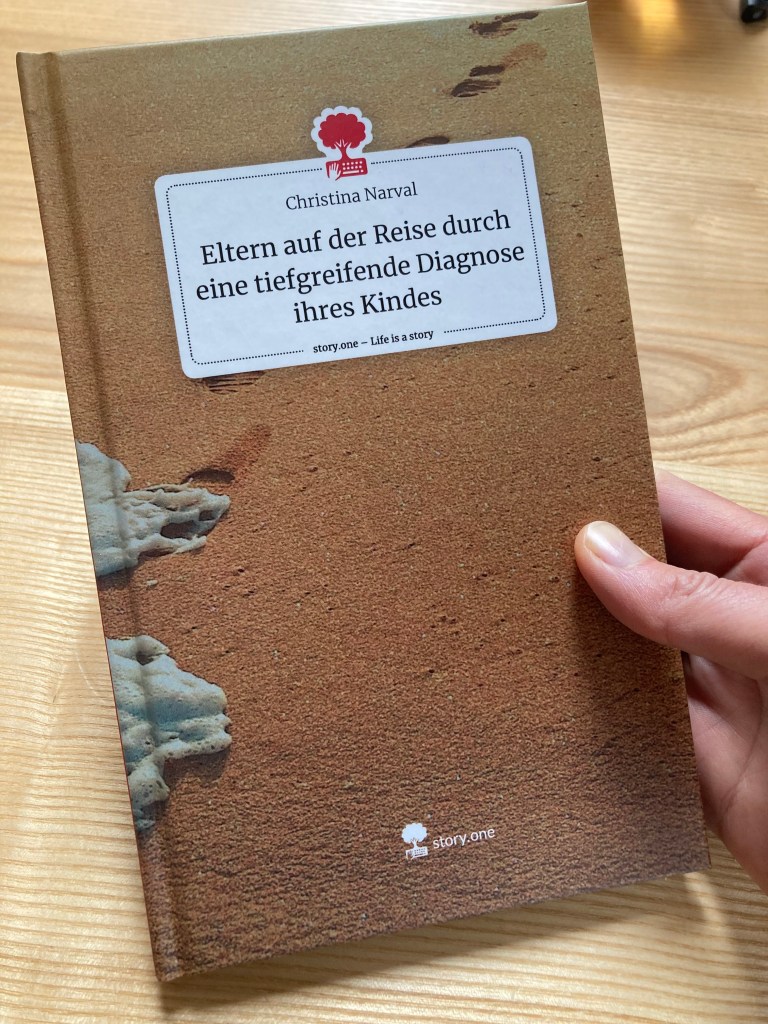 Christina Narval
Eltern auf der Reise durch
eine tiefgreifende Diagnose
ihres Kindes
story.one – Life is a story
story.one